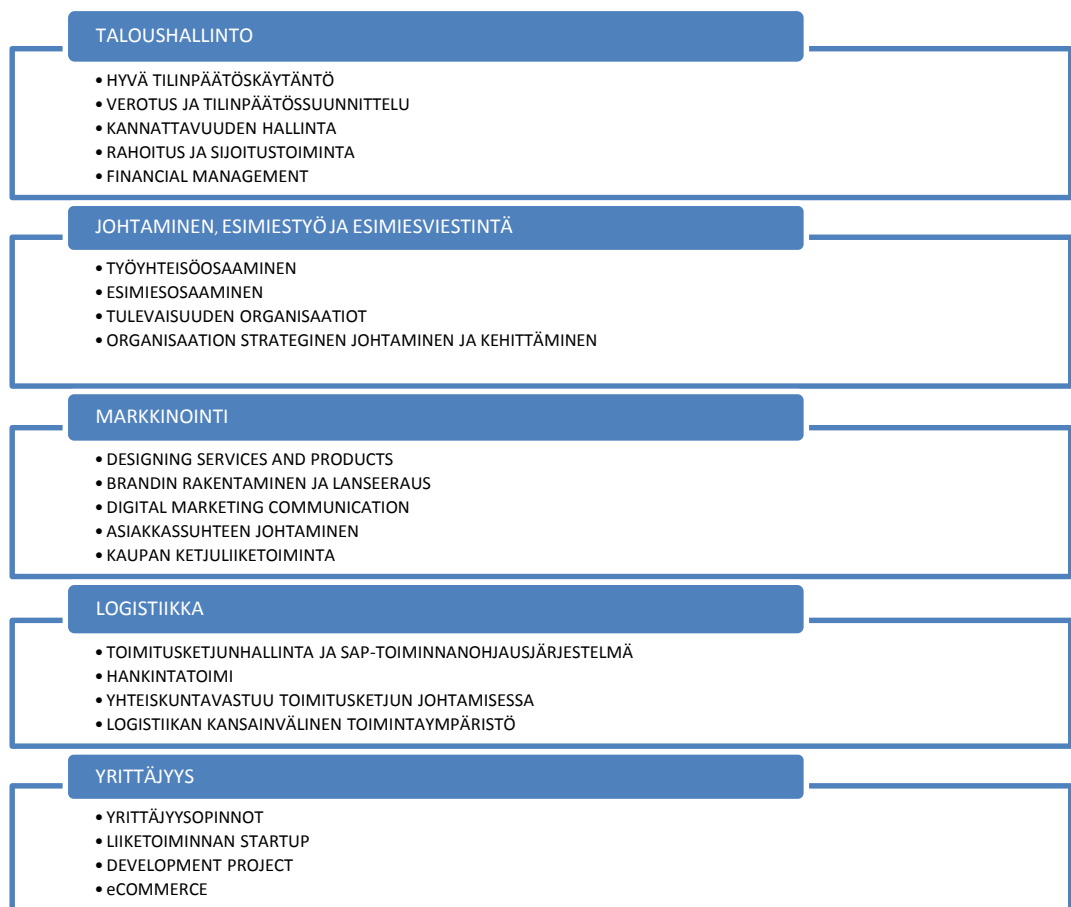 TALOUSHALLINTO
• HYVÄ TILINPÄÄTÖSKÄYTÄNTÖ
• VEROTUS JA TILINPÄÄTÖSSUUNNITTELU
• KANNATTAVUUDEN HALLINTA
• RAHOITUS JA SIJOITUSTOIMINTA
• FINANCIAL MANAGEMENT
JOHTAMINEN, ESIMIESTYÖ JA ESIMIESVIESTINTÄ
• TYÖYHTEISÖOSAAMINEN
• ESIMIESOSAAMINEN
• TULEVAISUUDEN ORGANISAATIOT
• ORGANISAATION STRATEGINEN JOHTAMINEN JA KEHITTÄMINEN
MARKKINOINTI
• DESIGNING SERVICES AND PRODUCTS
• BRANDIN RAKENTAMINEN JA LANSEERAUS
• DIGITAL MARKETING COMMUNICATION
• ASIAKKASSUHTEEN JOHTAMINEN
• KAUPAN KETJULIIKETOIMINTA
LOGISTIIKKA
• TOIMITUSKETJUNHALLINTA JA SAP-TOIMINNANOHJAUSJÄRJESTELMÄ
• HANKINTATOIMI
• YHTEISKUNTAVASTUU TOIMITUSKETJUN JOHTAMISESSA
• LOGISTIIKAN KANSAINVÄLINEN TOIMINTAYMPÄRISTÖ
YRITTÄJYYS
• YRITTÄJYYSOPINNOT
• LIIKETOIMINNAN STARTUP
• DEVELOPMENT PROJECT
• eCOMMERCE